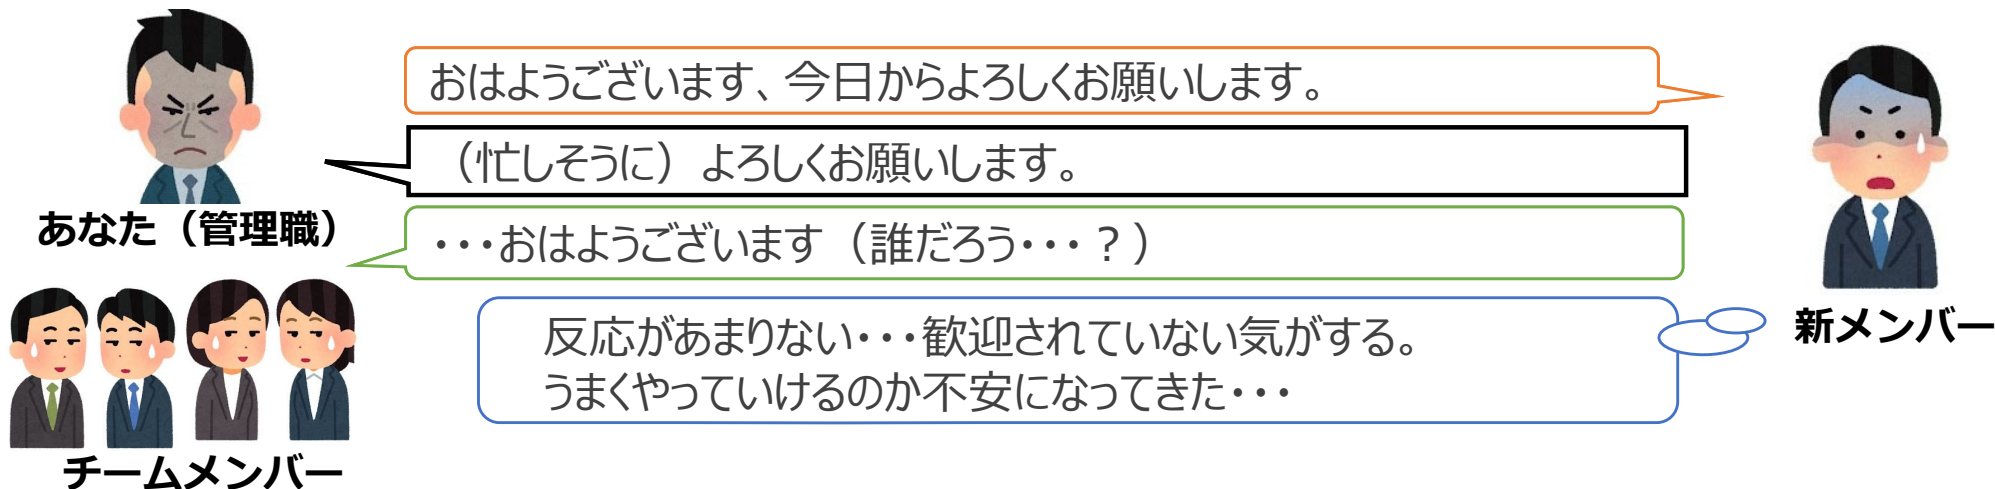 おはようございます、今日からよろしくお願いします。
（忙しそうに）よろしくお願いします。
あなた（管理職）
・・・おはようございます（誰だろう・・・？）
反応があまりない・・・歓迎されていない気がする。
うまくやっていけるのか不安になってきた・・・
新メンバー
チームメンバー